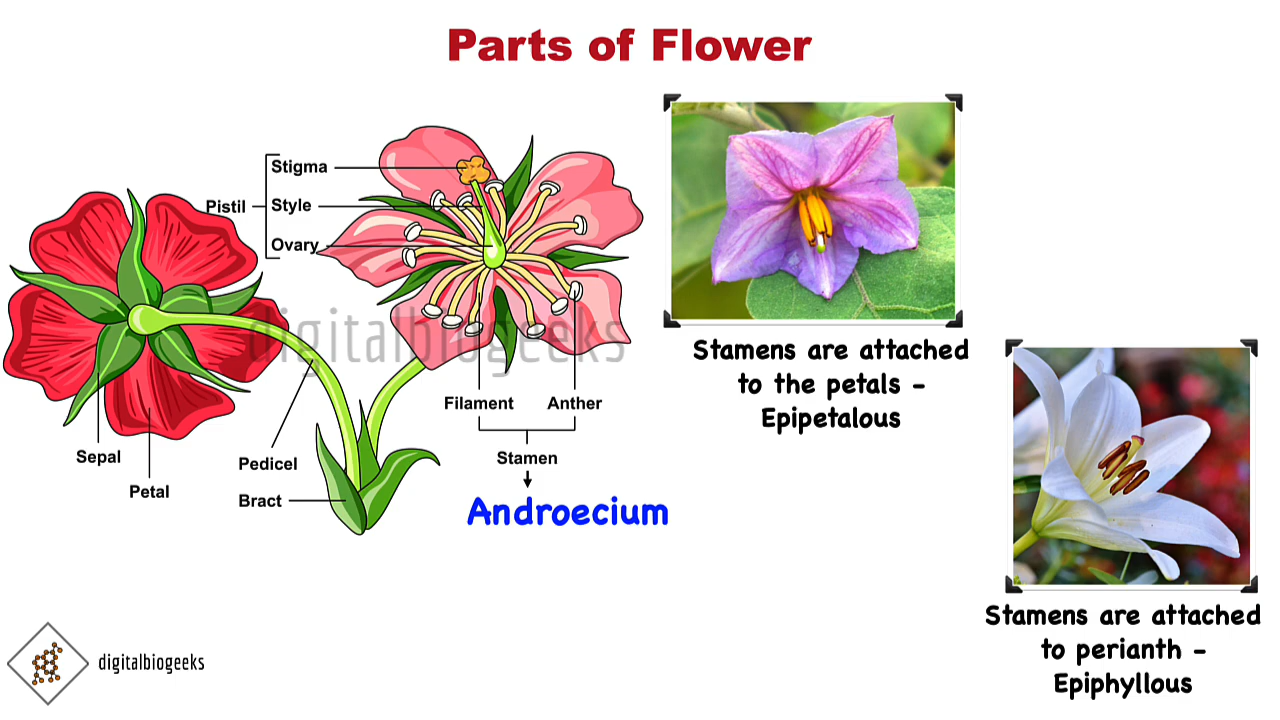 Parts of Flower
Stigma
Pistil
Style
Ovary
digitalbiogeeks
Filament
Anther
Stamen
Androecium
Sepal
Petal
Pedicel
Bract
Stamens are attached
to the petals -
Epipetalous
Stamens are attached
to perianth -
Epiphyllous
digitalbiogeeks